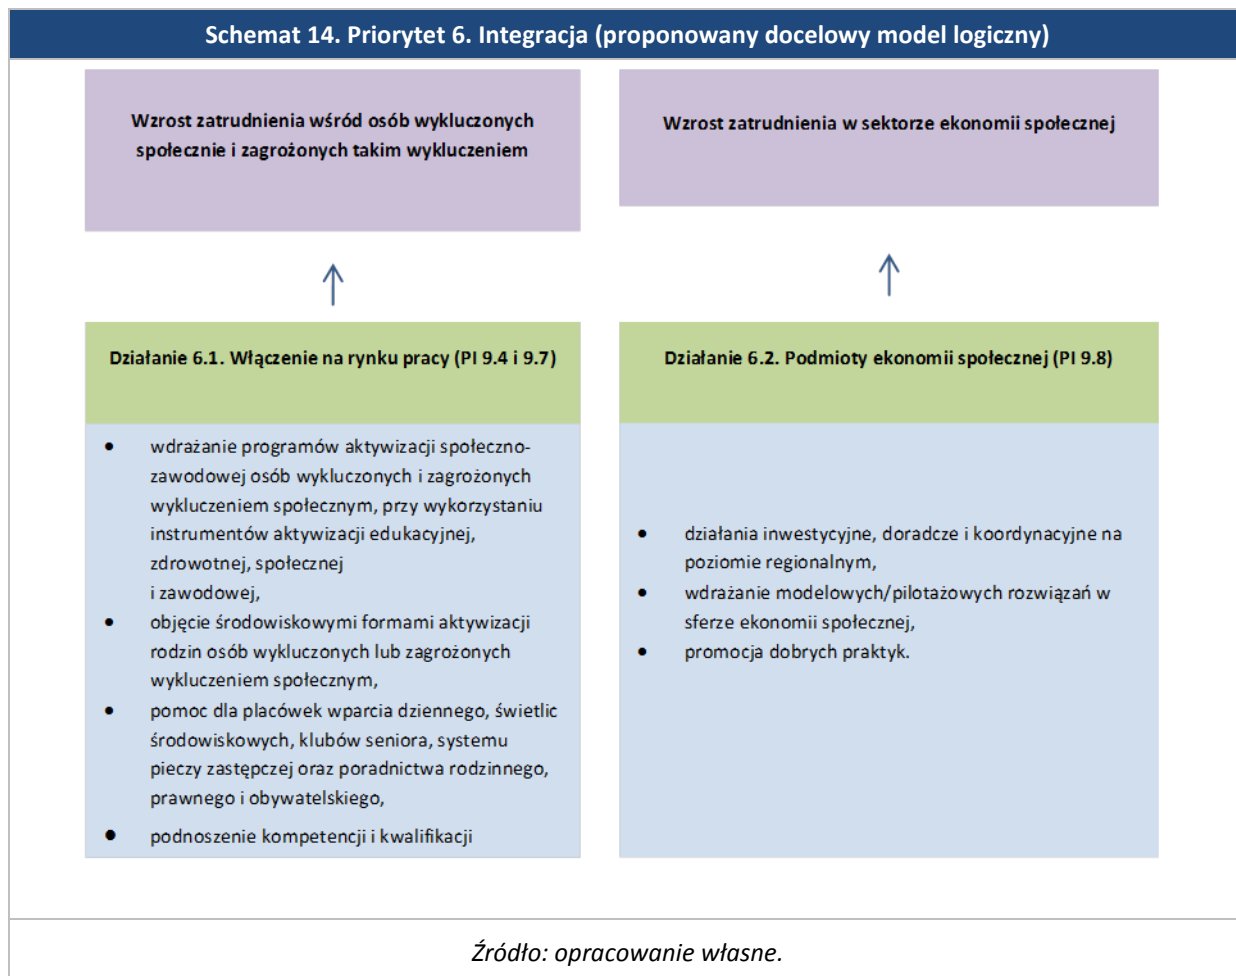 Schemat 14. Priorytet 6. Integracja (proponowany docelowy model logiczny)
Wzrost zatrudnienia wśród osób wykluczonych
społecznie i zagrożonych takim wykluczeniem
Wzrost zatrudnienia w sektorze ekonomii społecznej
Działanie 6.1. Włączenie na rynku pracy (PI 9.4 i 9.7)
• wdrażanie programów aktywizacji społeczno-
zawodowej osób wykluczonych i zagrożonych
wykluczeniem społecznym, przy wykorzystaniu
instrumentów aktywizacji edukacyjnej,
zdrowotnej, społecznej
i zawodowej,
• objęcie środowiskowymi formami aktywizacji
rodzin osób wykluczonych lub zagrożonych
wykluczeniem społecznym,
• pomoc dla placówek wparcia dziennego, świetlic
środowiskowych, klubów seniora, systemu
pieczy zastępczej oraz poradnictwa rodzinnego,
prawnego i obywatelskiego,
• podnoszenie kompetencji i kwalifikacji
Działanie 6.2. Podmioty ekonomii społecznej (PI 9.8)
• działania inwestycyjne, doradcze i koordynacyjne na
poziomie regionalnym,
• wdrażanie modelowych/pilotażowych rozwiązań w
sferze ekonomii społecznej,
• promocja dobrych praktyk.
Źródło: opracowanie własne.